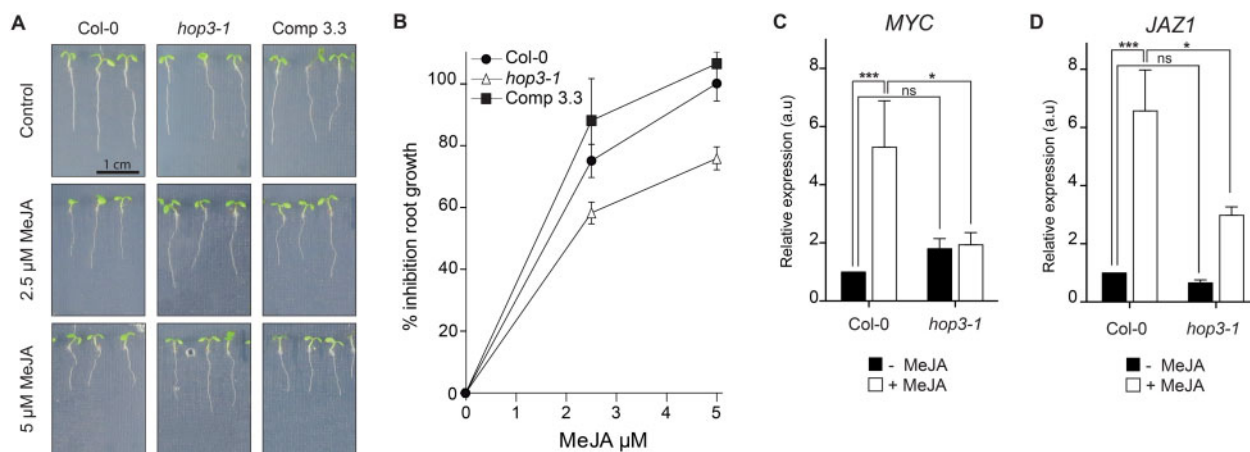 A
Col-0
hop3-1
Comp 3.3
Control
1 cm
2.5 µM MeJA
5 µM MeJA
B
Col-0
hop3-1
Comp 3.3
% inhibition root growth
100
80
60
40
20
0
0 1 2 3 4 5
MeJA µM
C
MYC
Relative expression (a.u)
8
6
4
2
0
***
*
ns
Col-0
hop3-1
- MeJA
+ MeJA
D
JAZ1
Relative expression (a.u)
8
6
4
2
0
***
*
ns
Col-0
hop3-1
- MeJA
+ MeJA